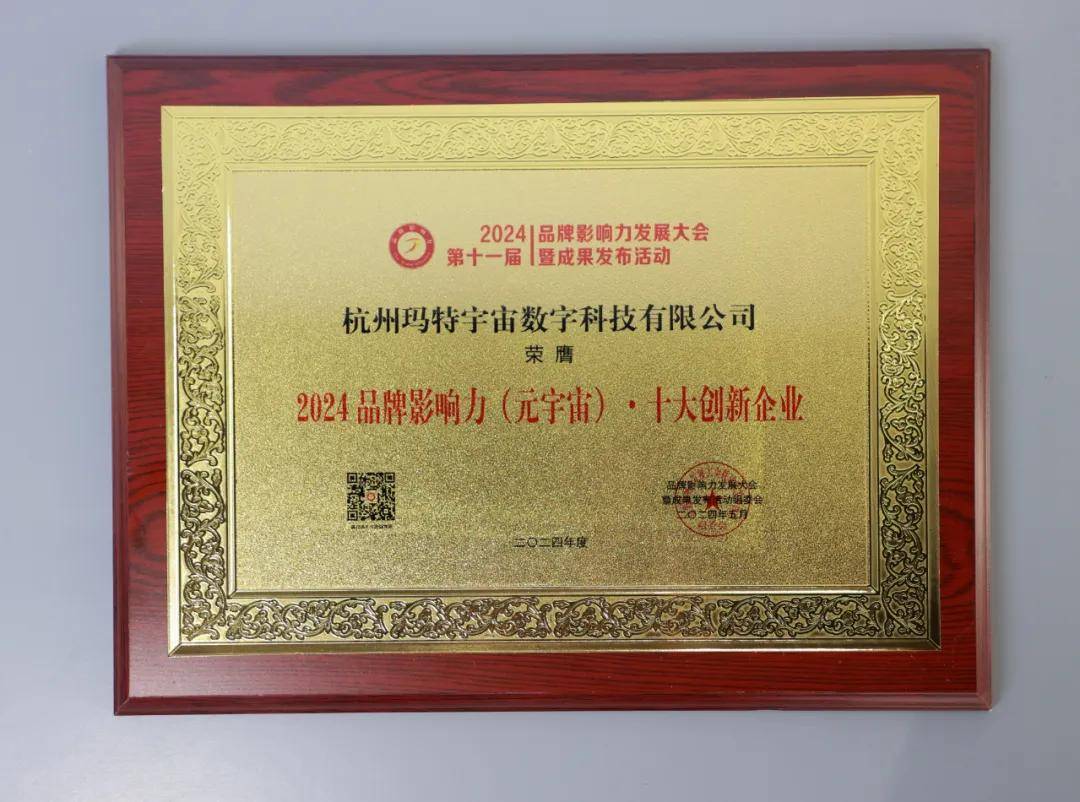 2024 品牌影响力发展大会
第十一届 暨成果发布活动
杭州玛特宇宙数字科技有限公司
荣膺
2024品牌影响力（元宇宙）·十大创新企业
品牌影响力发展大会
暨成果发布活动组委会
二〇二四年五月
二〇二四年度